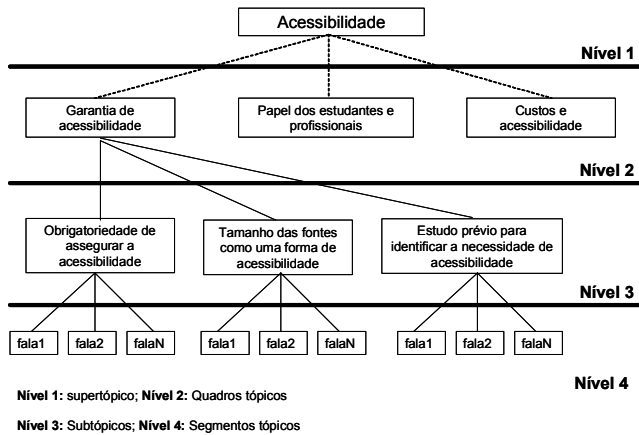 Acessibilidade
Nível 1
Garantia de
acessibilidade
Papel dos estudantes e
profissionais
Custos e
acessibilidade
Nível 2
Obrigatoriedade de
assegurar a
acessibilidade
Tamanho das fontes
como uma forma de
acessibilidade
Estudo prévio para
identificar a necessidade de
acessibilidade
Nível 3
fala1
fala2
falaN
fala1
fala2
falaN
fala1
fala2
falaN
Nível 4
Nível 1: supertópico; Nível 2: Quadros tópicos
Nível 3: Subtópicos; Nível 4: Segmentos tópicos